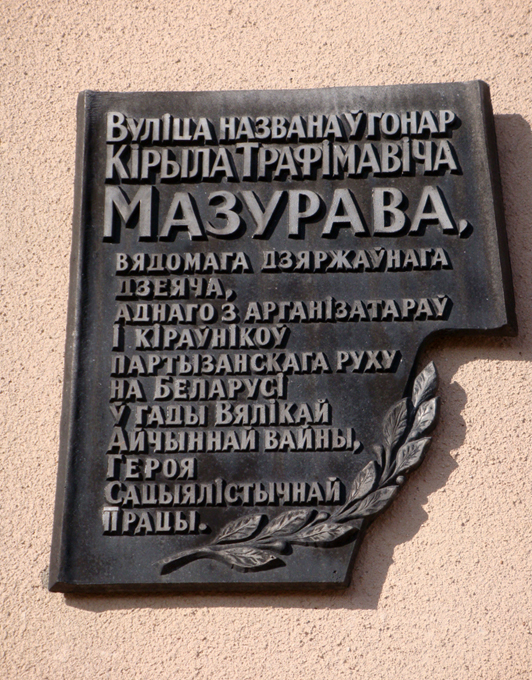 Вуліца названа ў гонар
Кірыла Трафімавіча
МАЗУРАВА,
вядомага дзяржаўнага
дзеяча,
аднаго з арганізатараў
і кіраўнікоў
партызанскага руху
на Беларусі
ў гады Вялікай
Айчыннай вайны,
Героя
Сацыялістычнай
Працы.